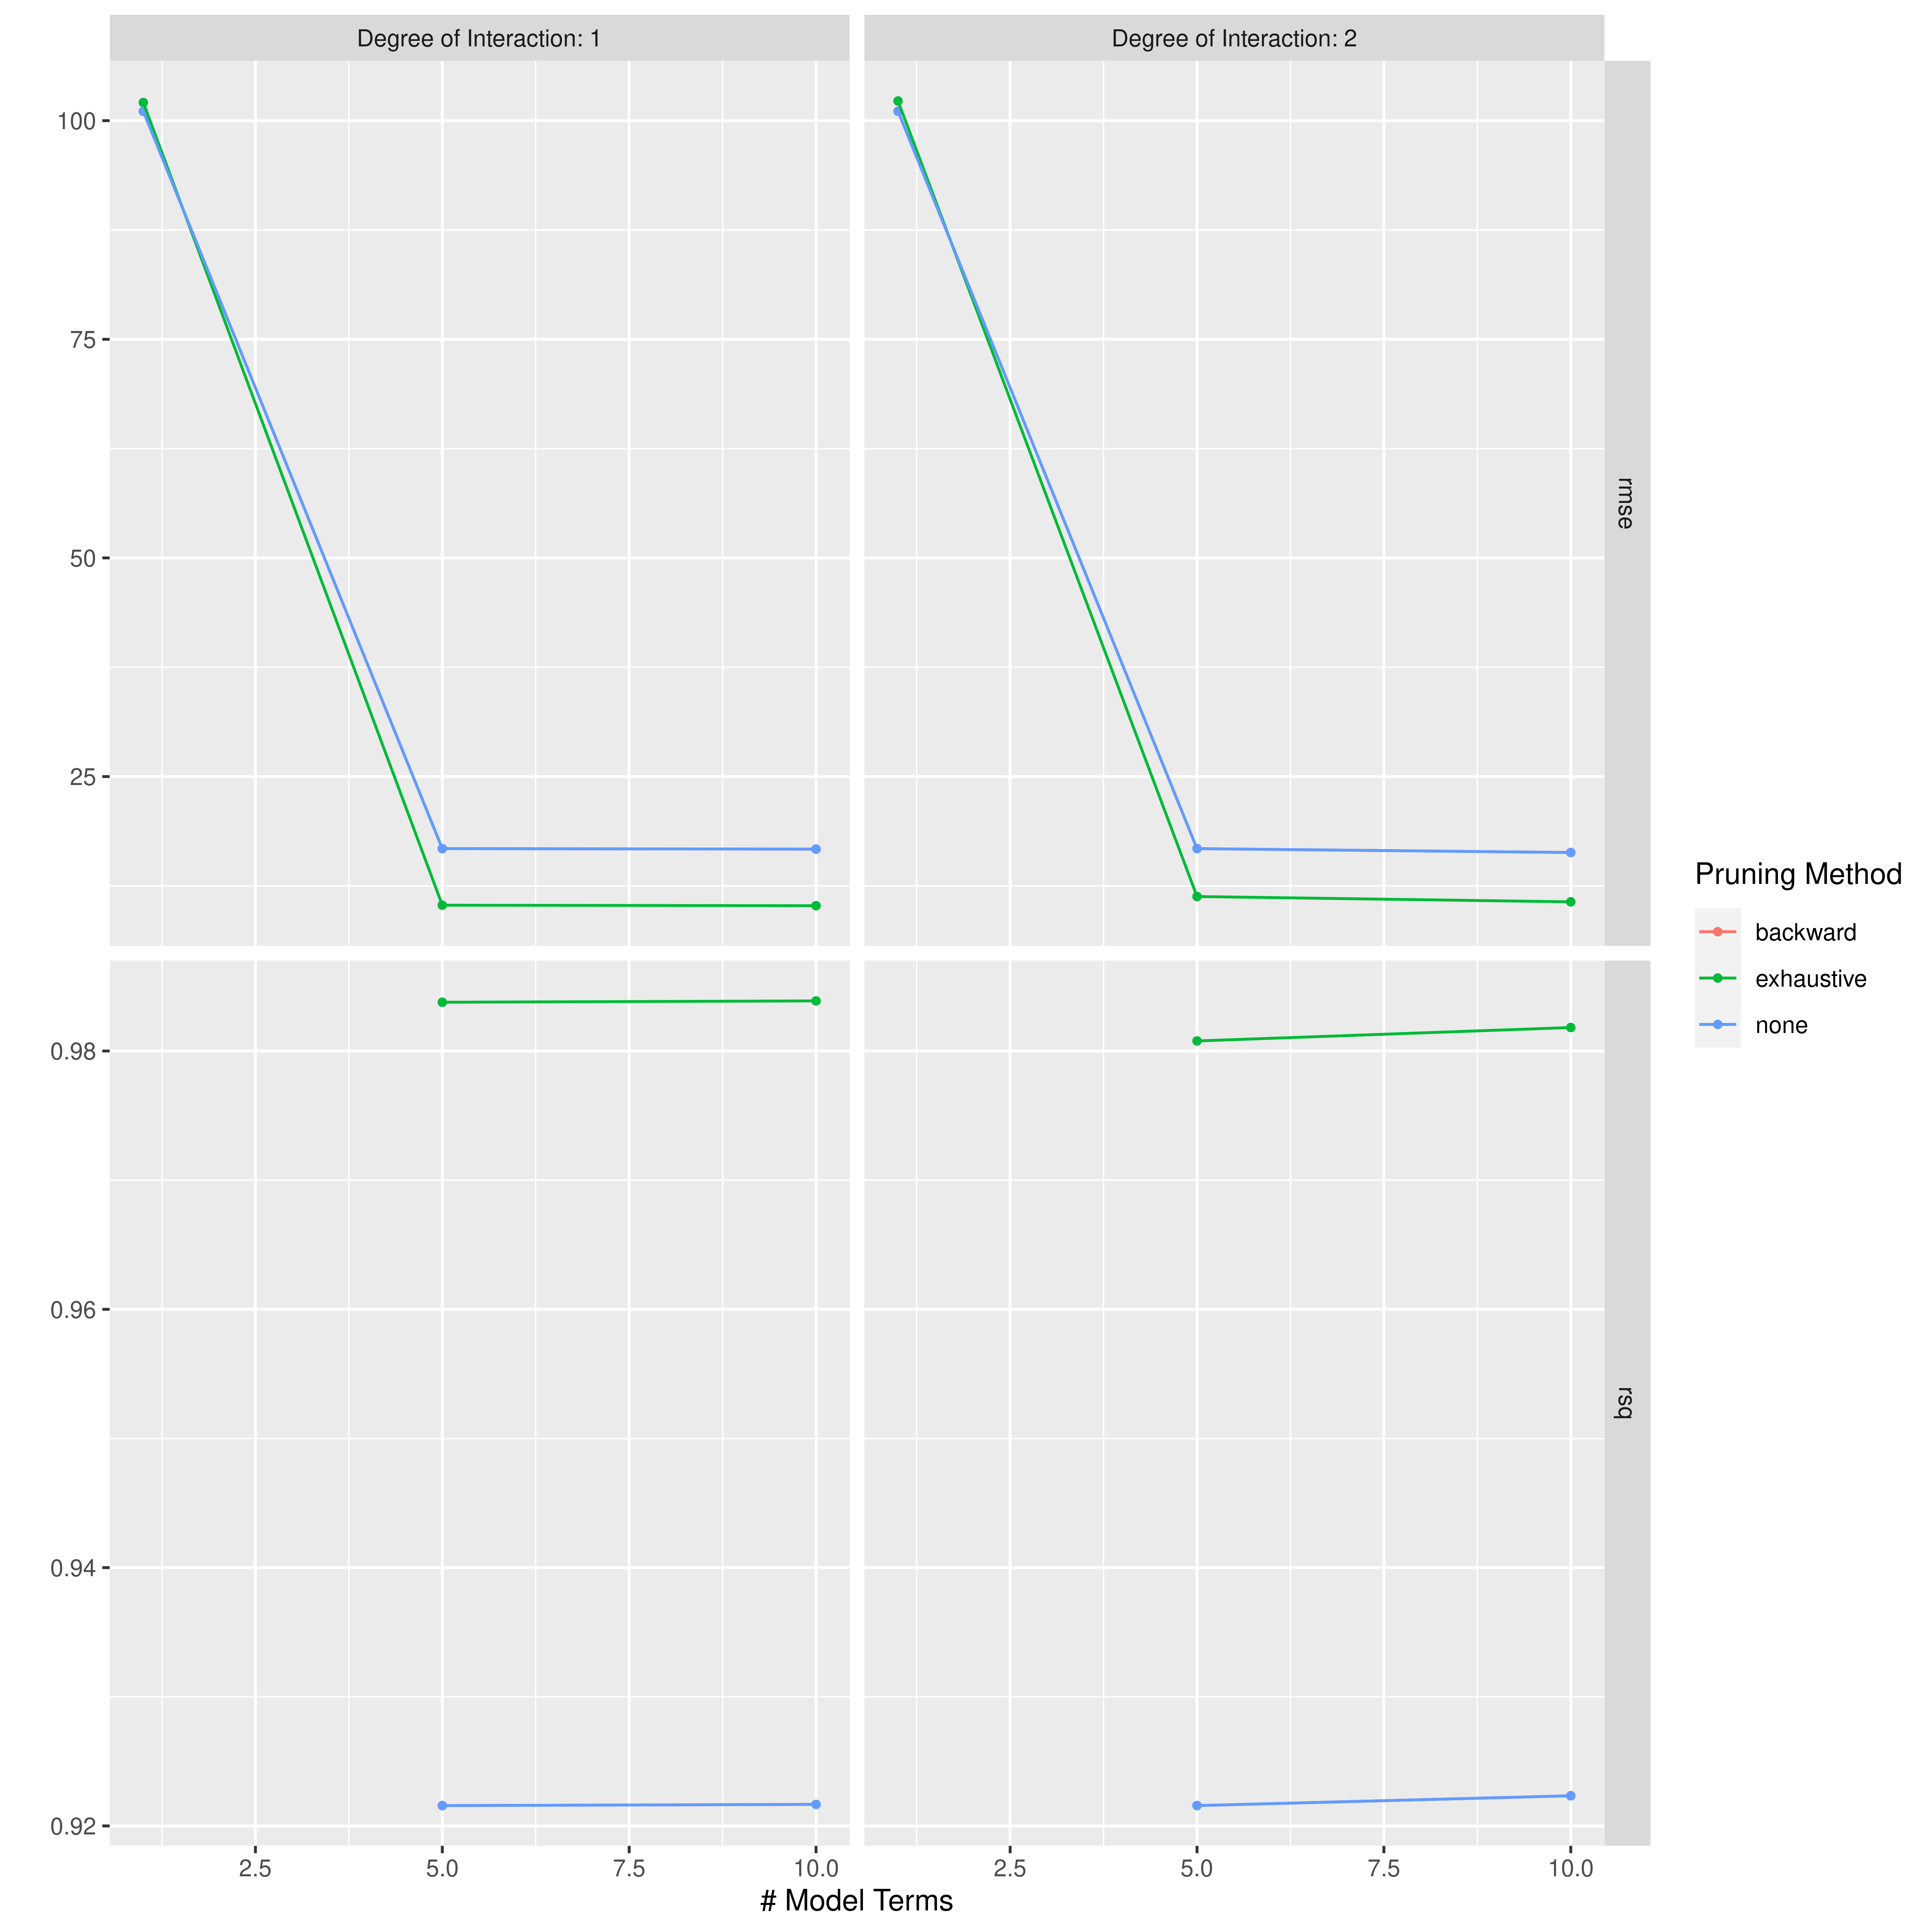 Degree of Interaction: 1
Degree of Interaction: 2
100
75
50
25
rmse
0.98
0.96
0.94
0.92
rsq
2.5
5.0
7.5
10.0
2.5
5.0
7.5
10.0
# Model Terms
Pruning Method
backward
exhaustive
none